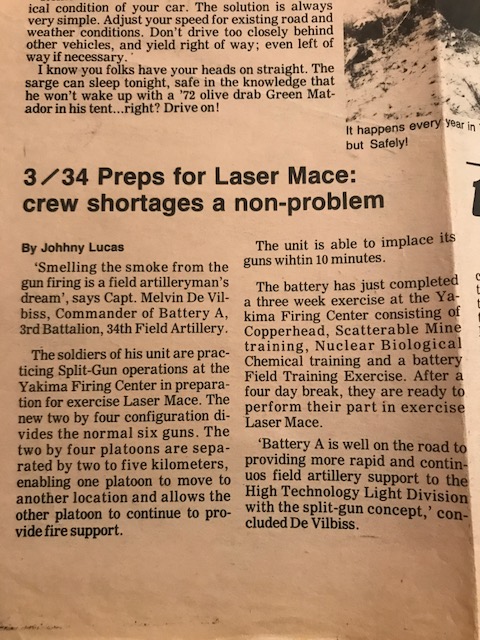 ical condition of your car. The solution is always
very simple. Adjust your speed for existing road and
weather conditions. Don't drive too closely behind
other vehicles, and yield right of way; even left of
way if necessary.
I know you folks have your heads on straight. The
sarge can sleep tonight, safe in the knowledge that
he won't wake up with a '72 olive drab Green Mat-
ador in his tent...right? Drive on!
It happens every year in
but Safely!
3/34 Preps for Laser Mace:
crew shortages a non-problem
By Johhny Lucas
'Smelling the smoke from the
gun firing is a field artilleryman's
dream', says Capt. Melvin De Vil-
biss, Commander of Battery A,
3rd Battalion, 34th Field Artillery.
The soldiers of his unit are prac-
ticing Split-Gun operations at the
Yakima Firing Center in prepara-
tion for exercise Laser Mace. The
new two by four configuration di-
vides the normal six guns. The
two by four platoons are sepa-
rated by two to five kilometers,
enabling one platoon to move to
another location and allows the
other platoon to continue to pro-
vide fire support.
The unit is able to implace its
guns wihtin 10 minutes.
The battery has just completed
a three week exercise at the Ya-
kima Firing Center consisting of
Copperhead, Scatterable Mine
training, Nuclear Biological
Chemical training and a battery
Field Training Exercise. After a
four day break, they are ready to
perform their part in exercise
Laser Mace.
'Battery A is well on the road to
providing more rapid and contin-
uos field artillery support to the
High Technology Light Division
with the split-gun concept,' con-
cluded De Vilbiss.